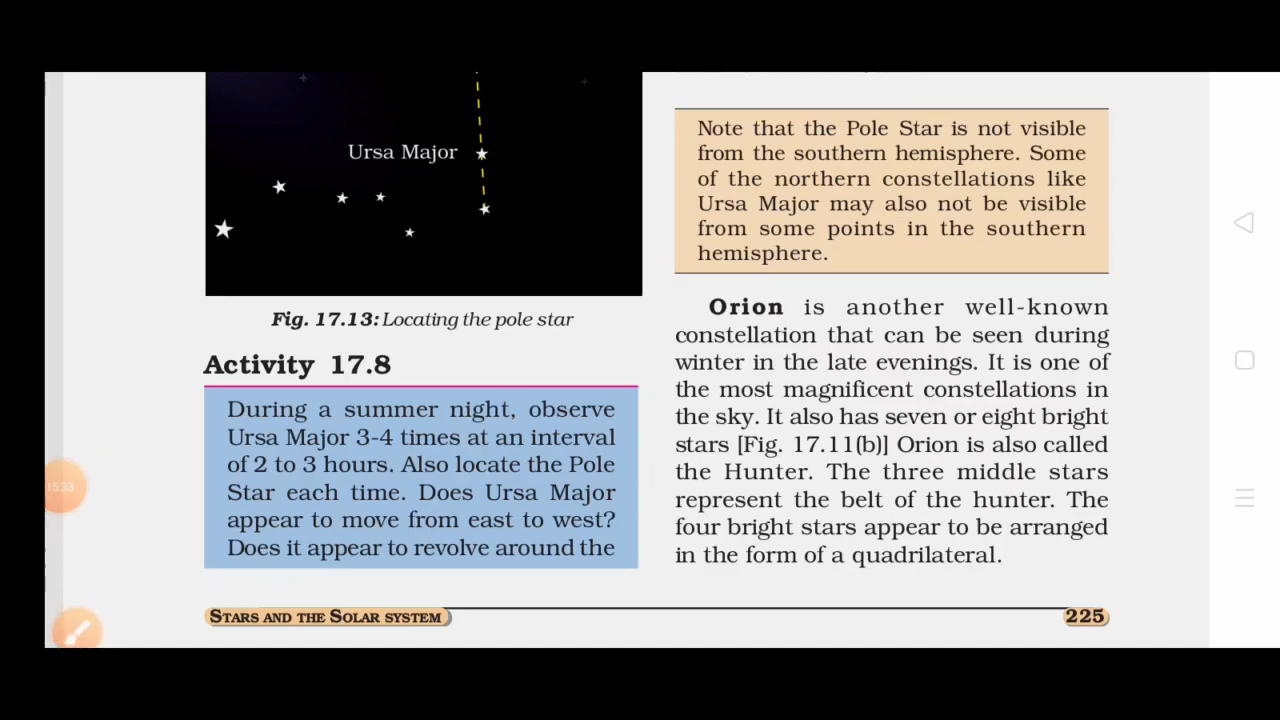 Ursa Major
Fig. 17.13: Locating the pole star
Activity 17.8
During a summer night, observe
Ursa Major 3-4 times at an interval
of 2 to 3 hours. Also locate the Pole
Star each time. Does Ursa Major
appear to move from east to west?
Does it appear to revolve around the
Note that the Pole Star is not visible
from the southern hemisphere. Some
of the northern constellations like
Ursa Major may also not be visible
from some points in the southern
hemisphere.
Orion is another well-known
constellation that can be seen during
winter in the late evenings. It is one of
the most magnificent constellations in
the sky. It also has seven or eight bright
stars [Fig. 17.11(b)] Orion is also called
the Hunter. The three middle stars
represent the belt of the hunter. The
four bright stars appear to be arranged
in the form of a quadrilateral.
15:33
STARS AND THE SOLAR SYSTEM
225